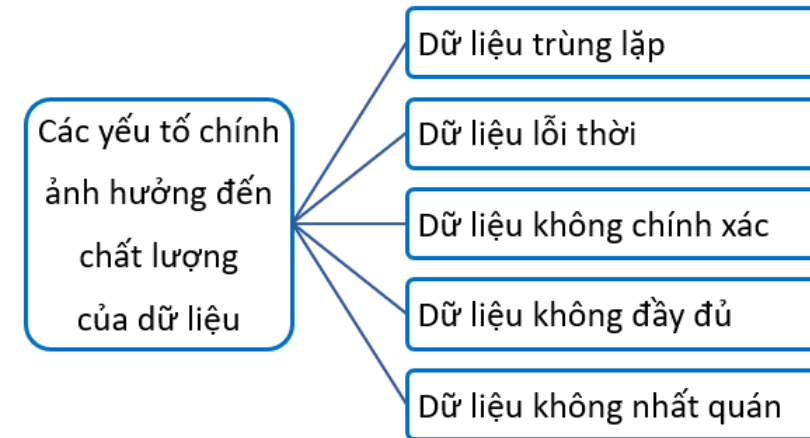 Các yếu tố chính
ảnh hưởng đến
chất lượng
của dữ liệu
Dữ liệu trùng lặp
Dữ liệu lỗi thời
Dữ liệu không chính xác
Dữ liệu không đầy đủ
Dữ liệu không nhất quán